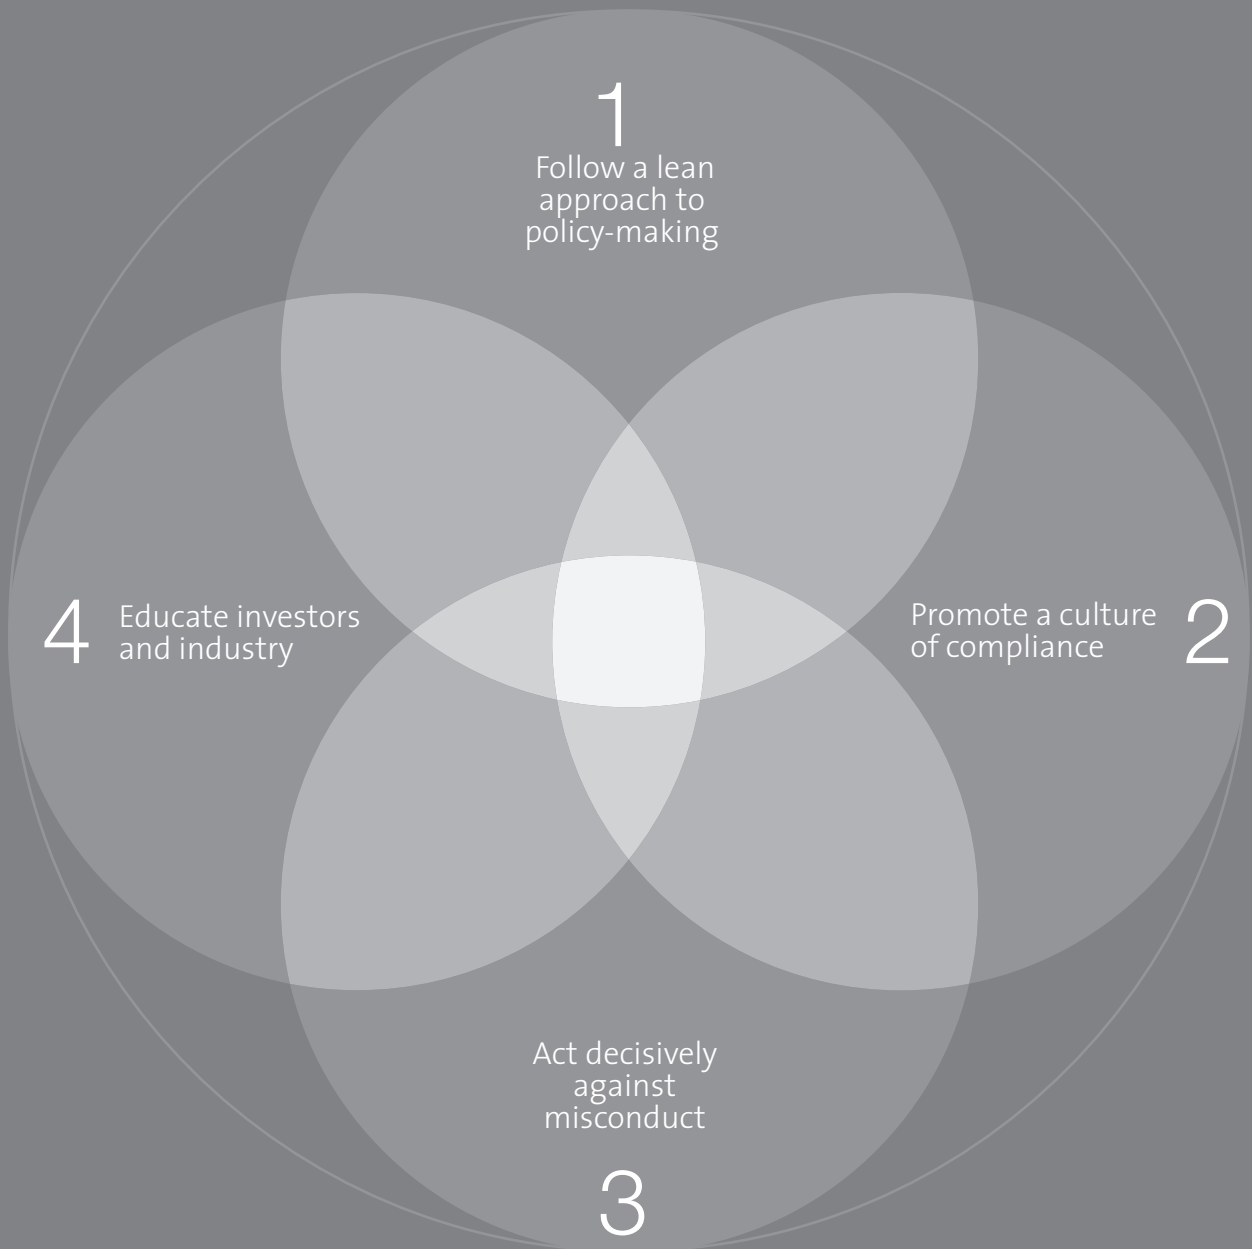 1
Follow a lean
approach to
policy-making
Promote a culture
of compliance
2
Act decisively
against
misconduct
3
4
Educate investors
and industry